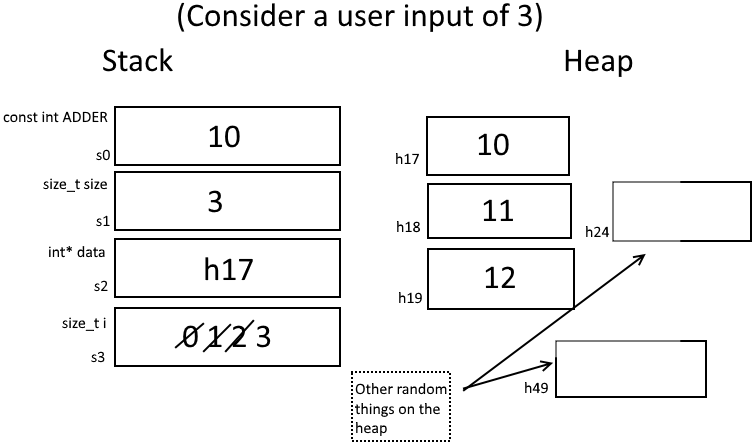 (Consider a user input of 3)
Stack
Heap
const int ADDER
s0
10
size_t size
s1
3
int* data
s2
h17
size_t i
s3
0 1 2 3
h17
10
h18
11
h19
12
h24
h49
Other random
things on the
heap